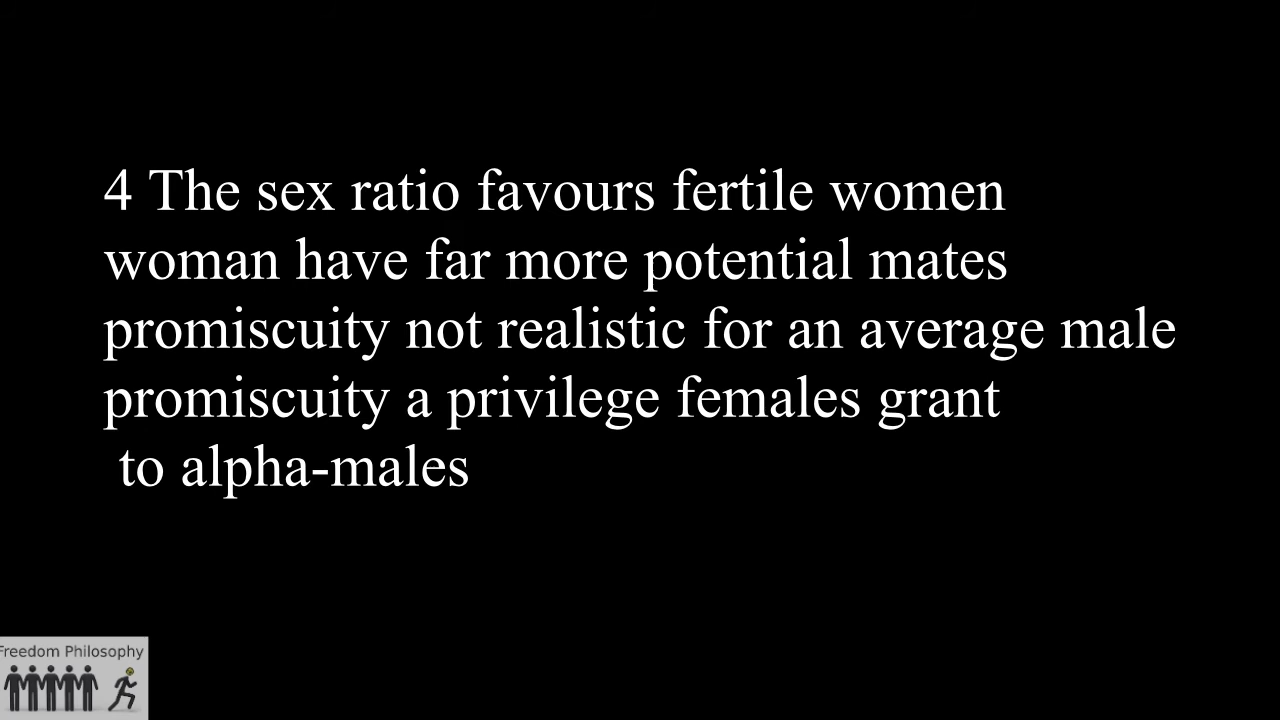 4 The sex ratio favours fertile women
woman have far more potential mates
promiscuity not realistic for an average male
promiscuity a privilege females grant
to alpha-males
Freedom Philosophy